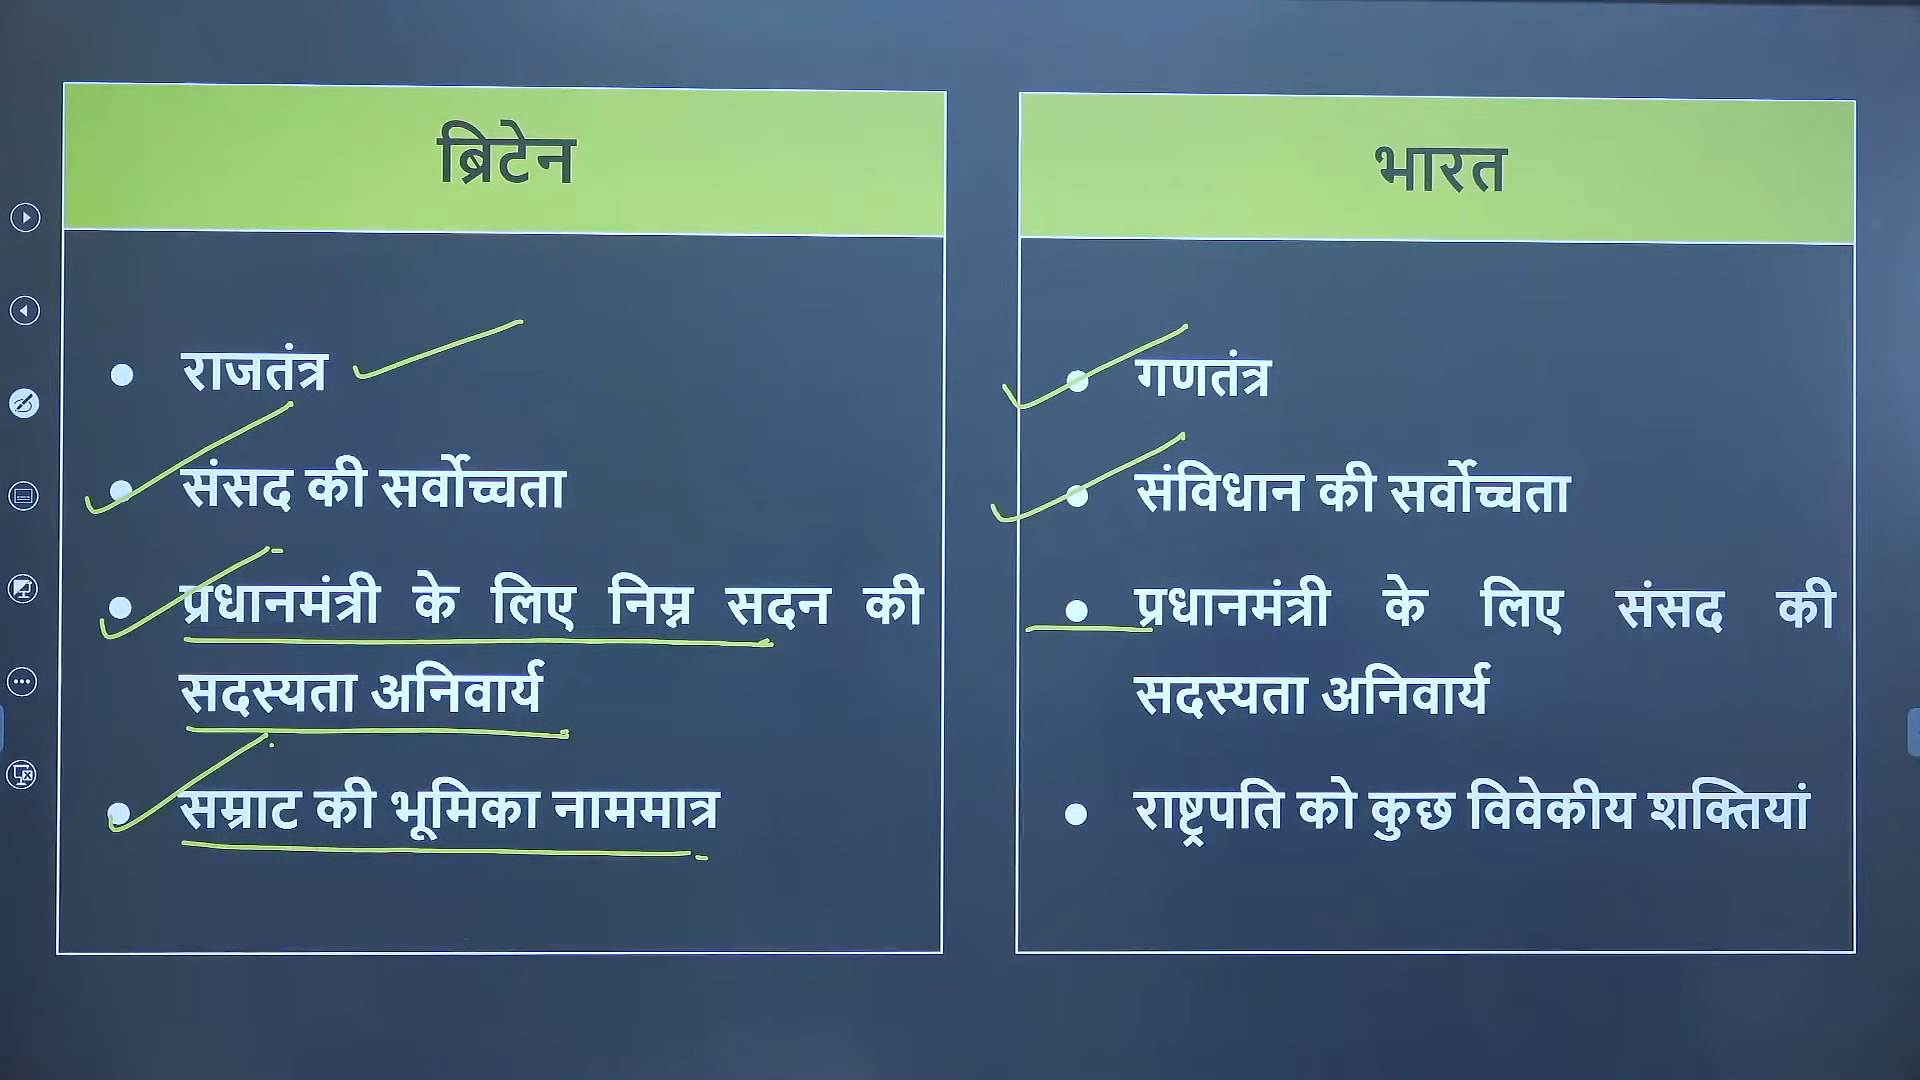 ब्रिटेन
• राजतंत्र
• संसद की सर्वोच्चता
• प्रधानमंत्री के लिए निम्न सदन की
सदस्यता अनिवार्य
• सम्राट की भूमिका नाममात्र
भारत
• गणतंत्र
• संविधान की सर्वोच्चता
• प्रधानमंत्री के लिए संसद की
सदस्यता अनिवार्य
• राष्ट्रपति को कुछ विवेकीय शक्तियां